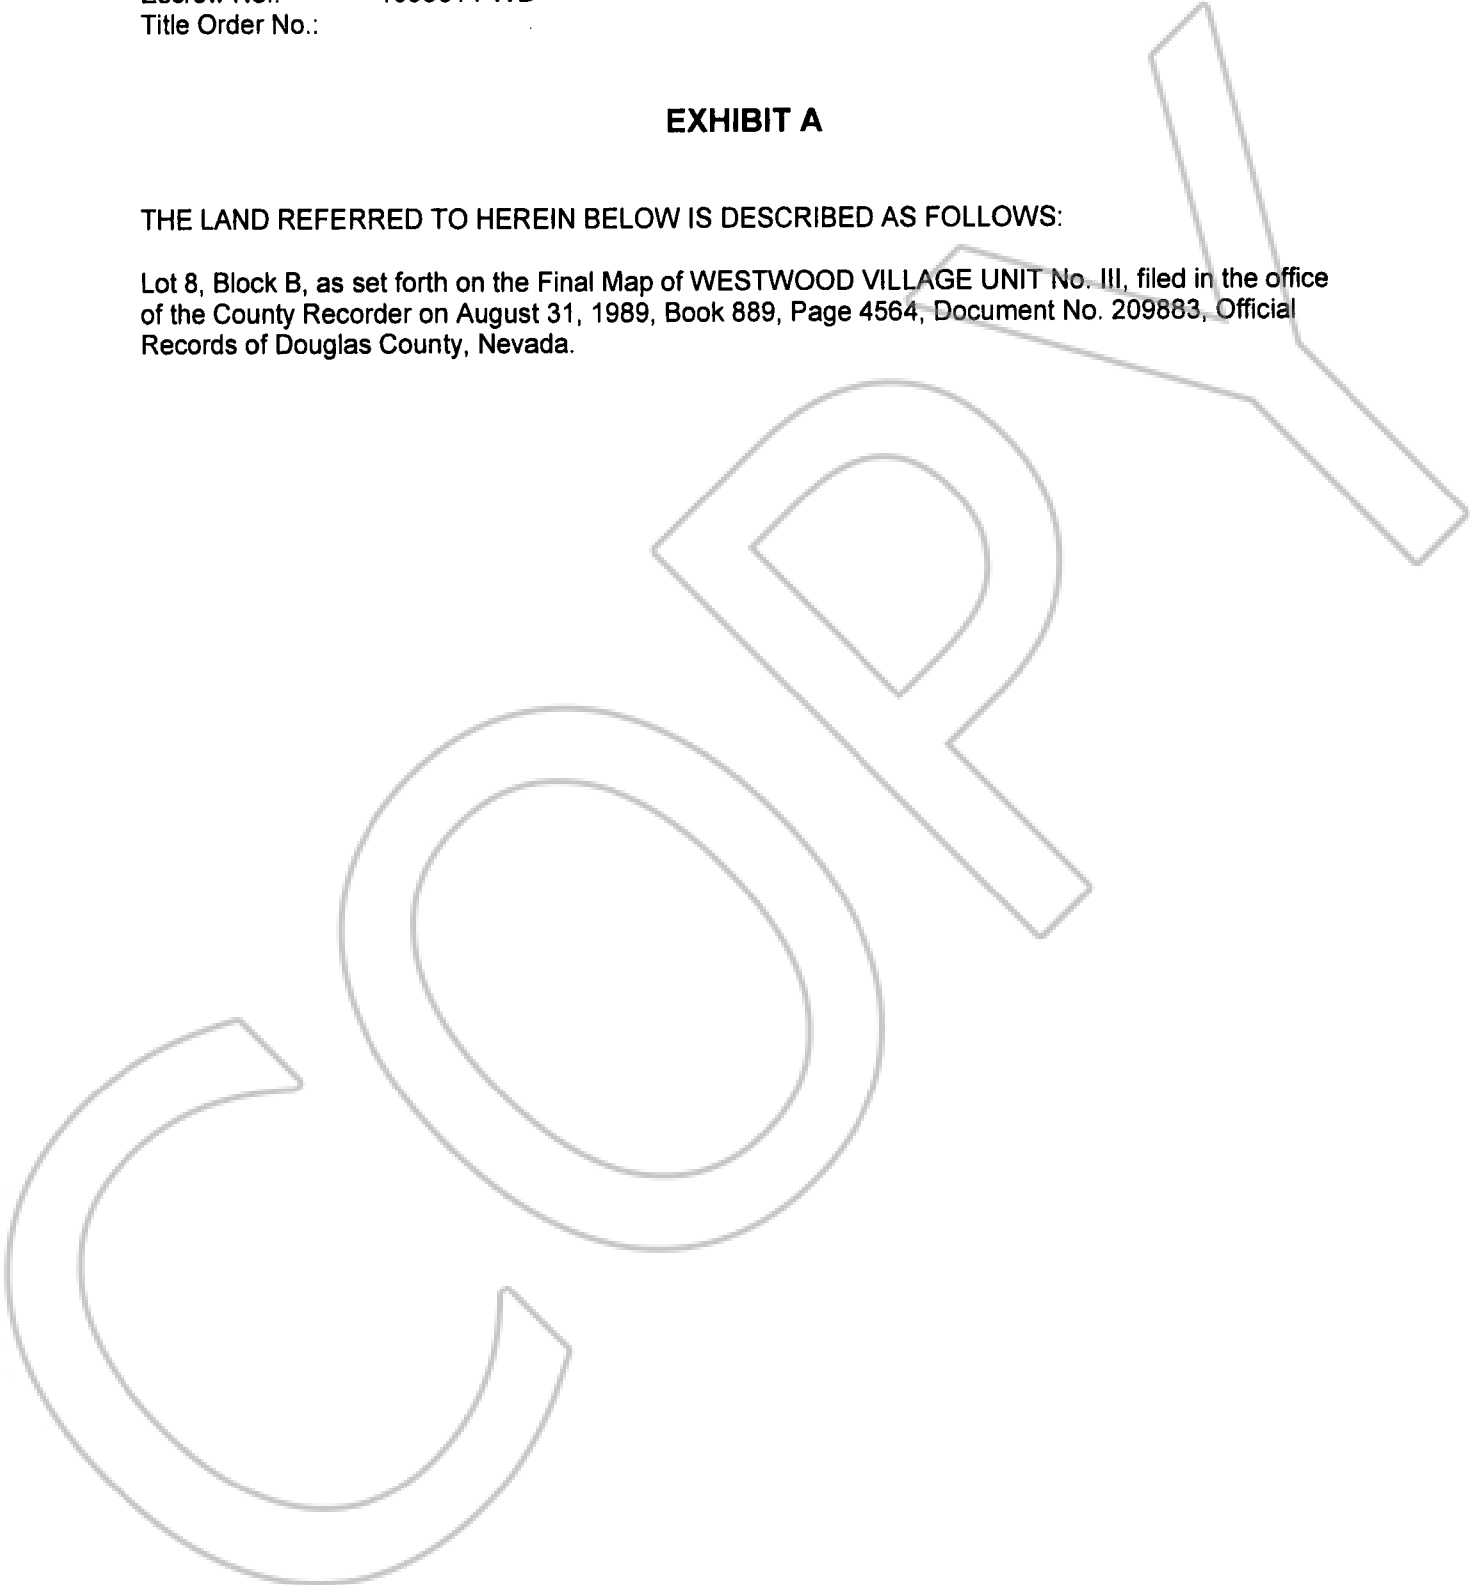 Title Order No.:
EXHIBIT A
THE LAND REFERRED TO HEREIN BELOW IS DESCRIBED AS FOLLOWS:
Lot 8, Block B, as set forth on the Final Map of WESTWOOD VILLAGE UNIT No. III, filed in the office
of the County Recorder on August 31, 1989, Book 889, Page 4564, Document No. 209883, Official
Records of Douglas County, Nevada.
COPY